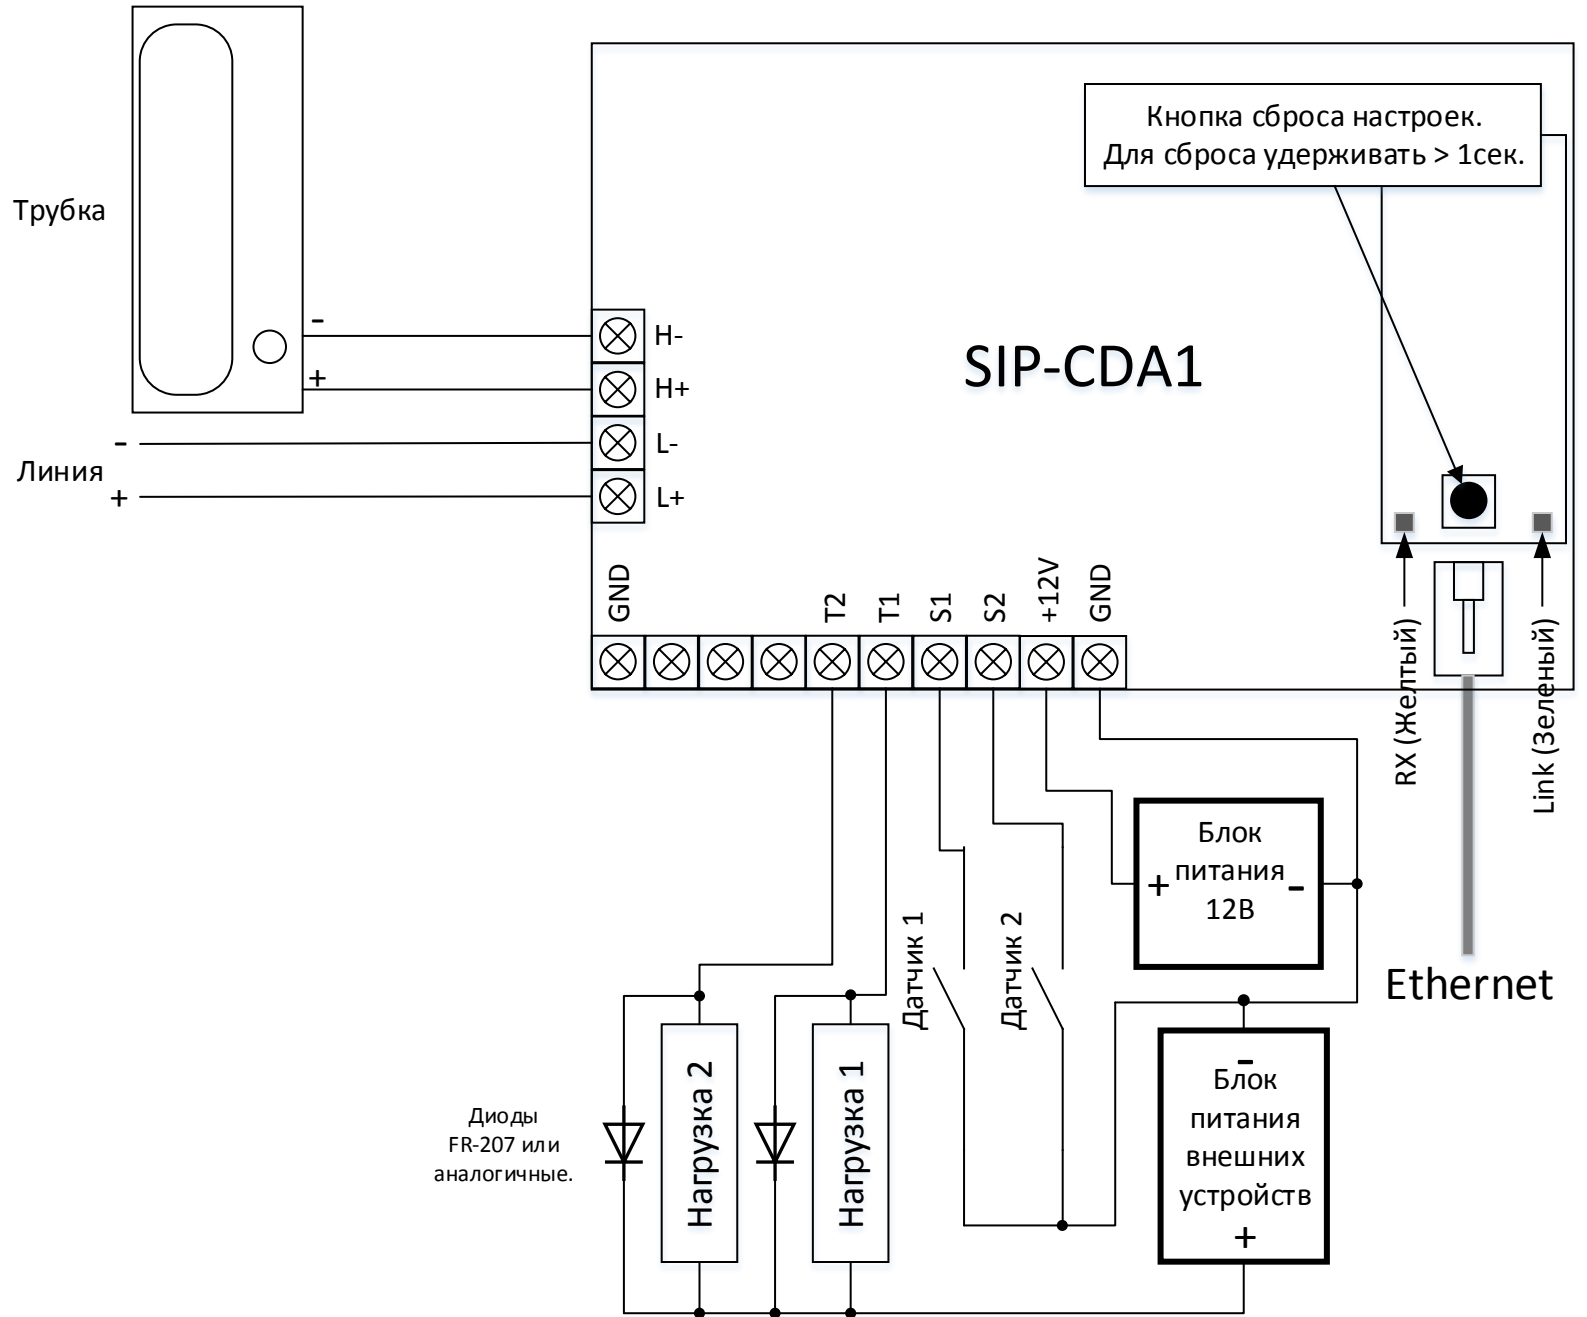 Кнопка сброса настроек.
Для сброса удерживать > 1сек.
Трубка
-
+
H-
H+
L-
L+
SIP-CDA1
Линия
-
+
GND
T2
T1
S1
S2
+12V
GND
RX (Желтый)
Link (Зеленый)
Блок
питания
12В
+
-
Ethernet
Датчик 1
Датчик 2
Нагрузка 2
Нагрузка 1
Диоды
FR-207 или
аналогичные.
-
Блок
питания
внешних
устройств
+